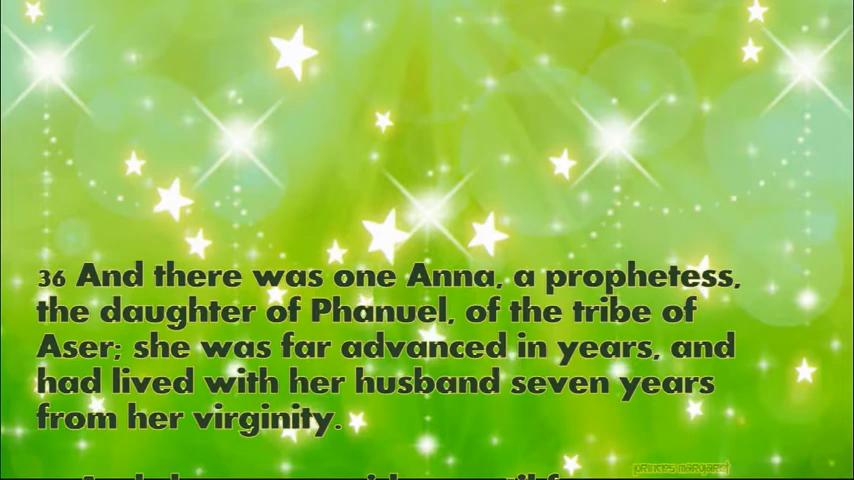 36 And there was one Anna, a prophetess,
the daughter of Phanuel, of the tribe of
Aser; she was far advanced in years, and
had lived with her husband seven years
from her virginity.